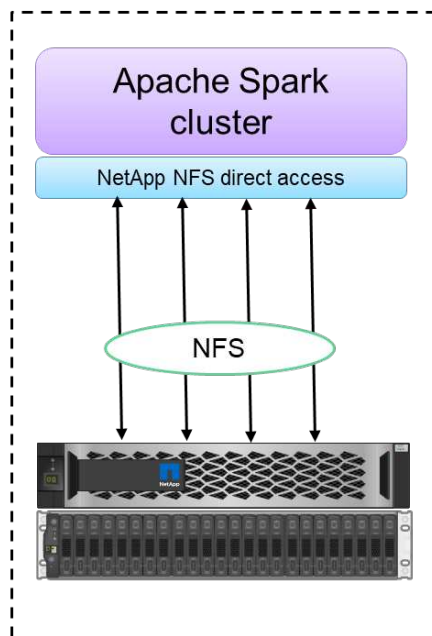 Apache Spark
cluster
NetApp NFS direct access
NFS
NetApp